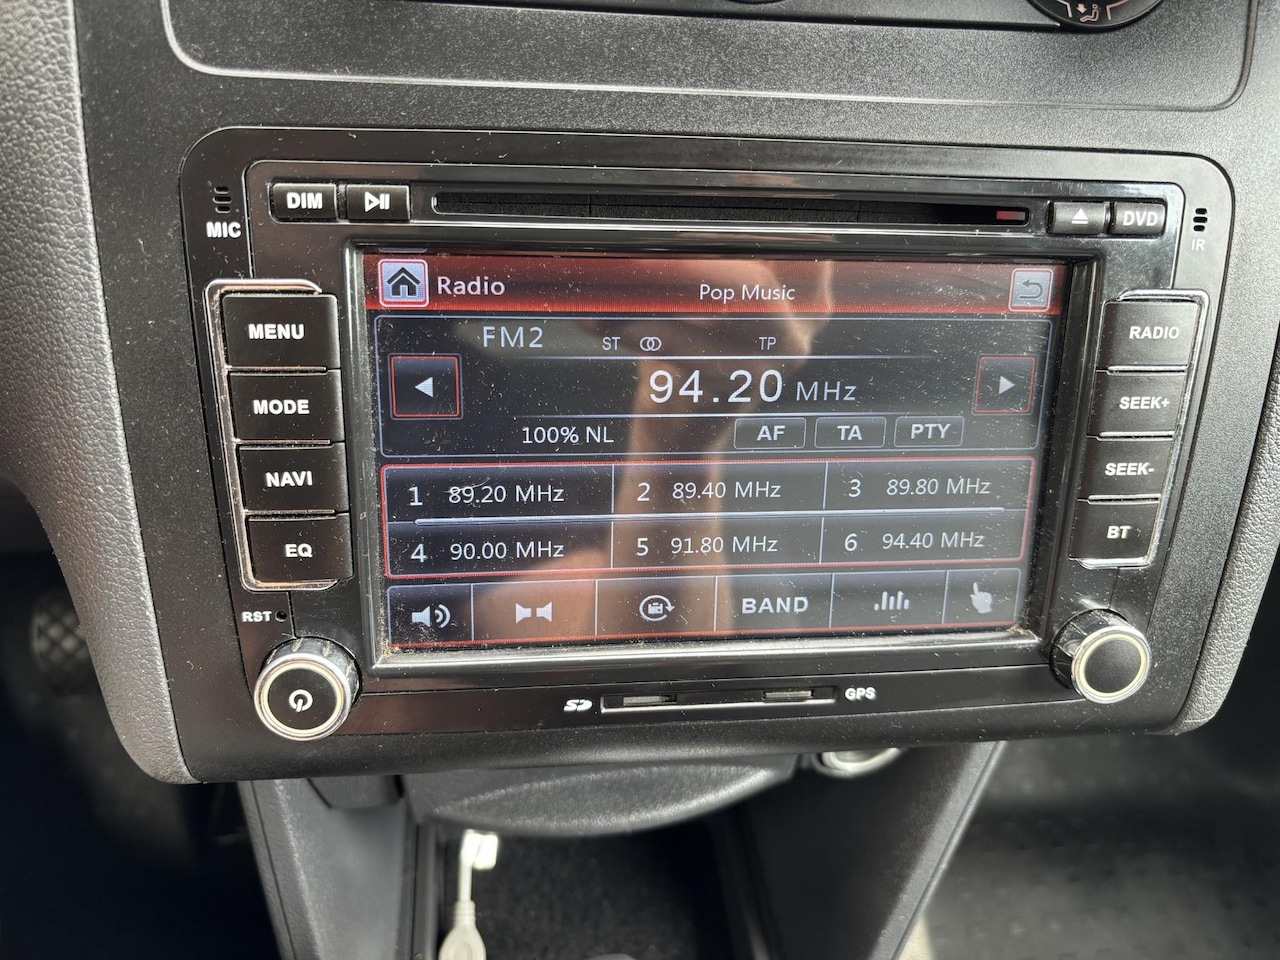 DIM
DVD
MIC
IR
Radio
Pop Music
MENU
FM2
ST
TP
RADIO
94.20 MHz
MODE
SEEK+
100% NL
AF
TA
PTY
NAVI
1 89.20 MHz
2 89.40 MHz
3 89.80 MHz
SEEK-
EQ
4 90.00 MHz
5 91.80 MHz
6 94.40 MHz
BT
BAND
RST
SD
GPS